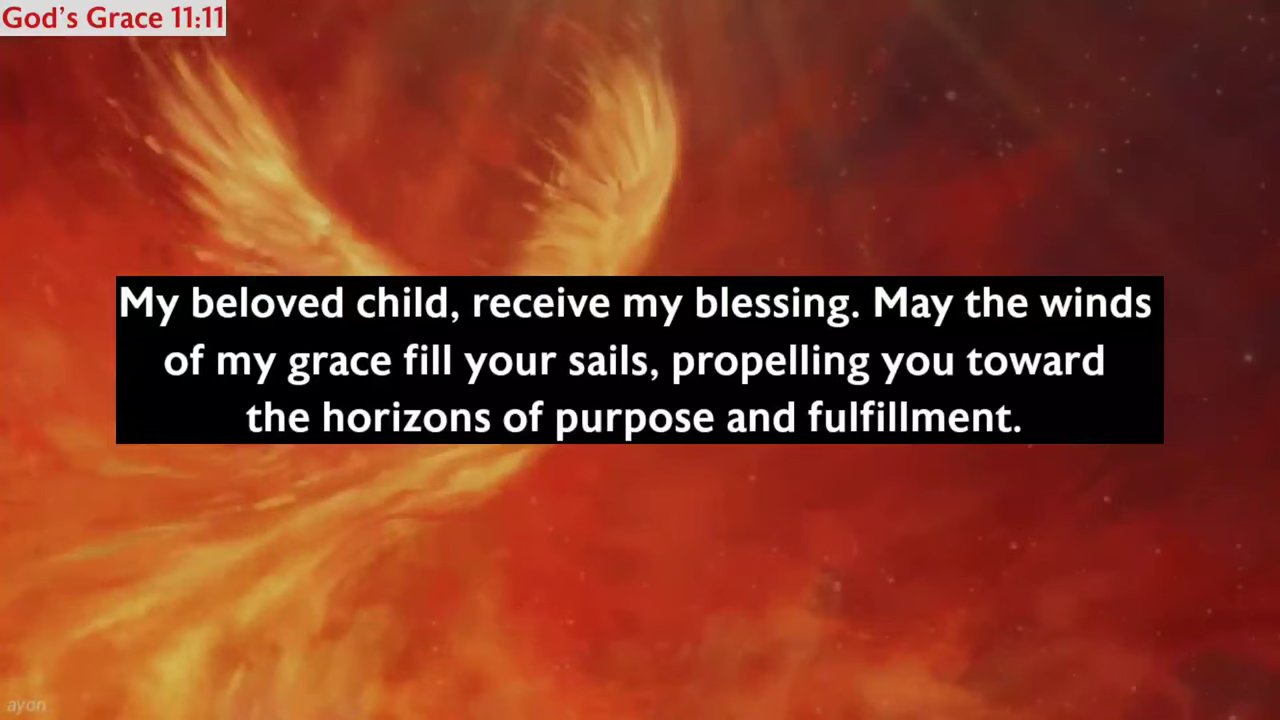 God's Grace 11:11
My beloved child, receive my blessing. May the winds
of my grace fill your sails, propelling you toward
the horizons of purpose and fulfillment.
ayon